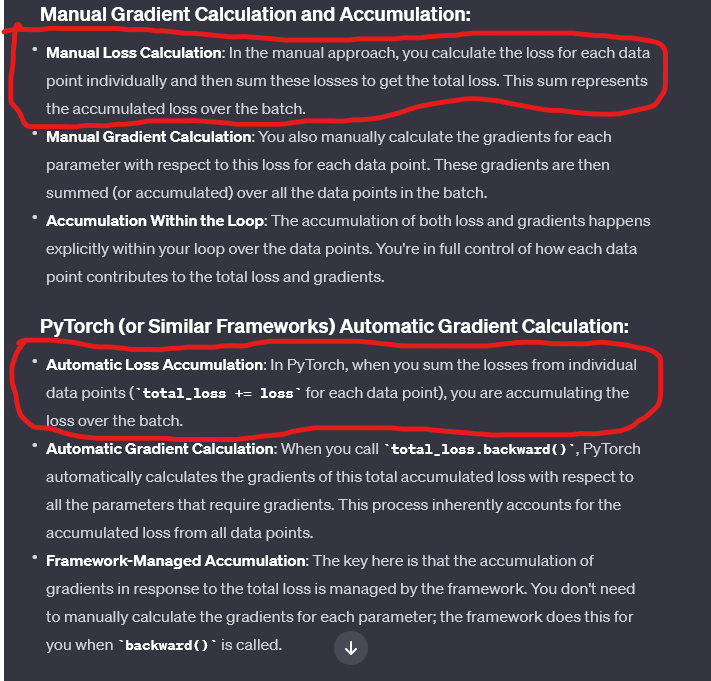 Manual Gradient Calculation and Accumulation:
• Manual Loss Calculation: In the manual approach, you calculate the loss for each data
point individually and then sum these losses to get the total loss. This sum represents
the accumulated loss over the batch.
• Manual Gradient Calculation: You also manually calculate the gradients for each
parameter with respect to this loss for each data point. These gradients are then
summed (or accumulated) over all the data points in the batch.
• Accumulation Within the Loop: The accumulation of both loss and gradients happens
explicitly within your loop over the data points. You're in full control of how each data
point contributes to the total loss and gradients.
PyTorch (or Similar Frameworks) Automatic Gradient Calculation:
• Automatic Loss Accumulation: In PyTorch, when you sum the losses from individual
data points (`total_loss += loss` for each data point), you are accumulating the
loss over the batch.
• Automatic Gradient Calculation: When you call `total_loss.backward()`, PyTorch
automatically calculates the gradients of this total accumulated loss with respect to
all the parameters that require gradients. This process inherently accounts for the
accumulated loss from all data points.
• Framework-Managed Accumulation: The key here is that the accumulation of
gradients in response to the total loss is managed by the framework. You don't need
to manually calculate the gradients for each parameter; the framework does this for
you when `backward()` is called.